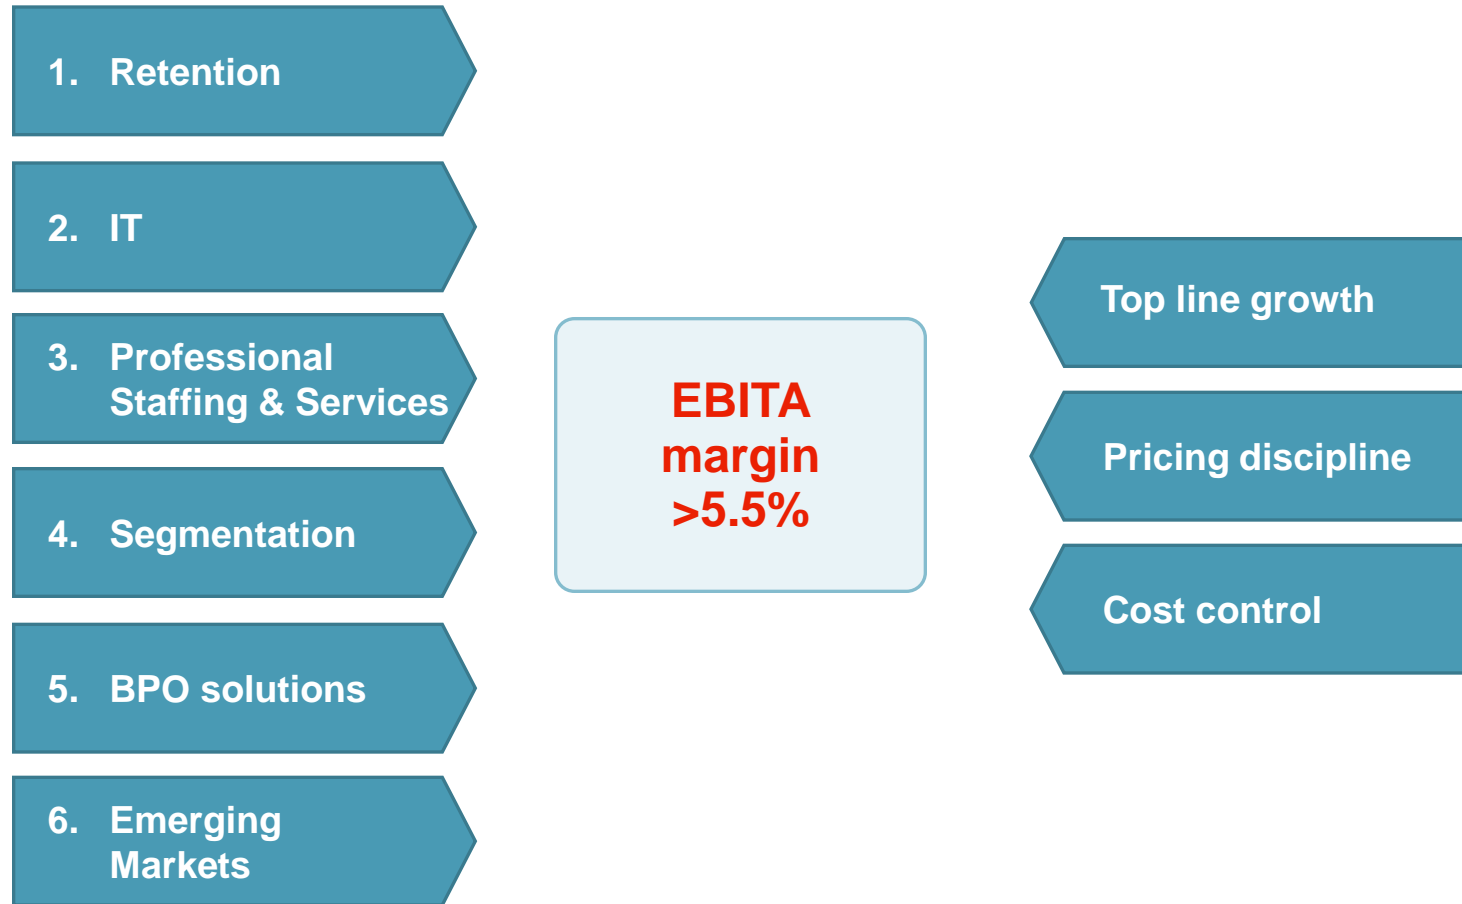 1. Retention
2. IT
3. Professional
Staffing & Services
4. Segmentation
5. BPO solutions
6. Emerging
Markets
EBITA
margin
>5.5%
Top line growth
Pricing discipline
Cost control